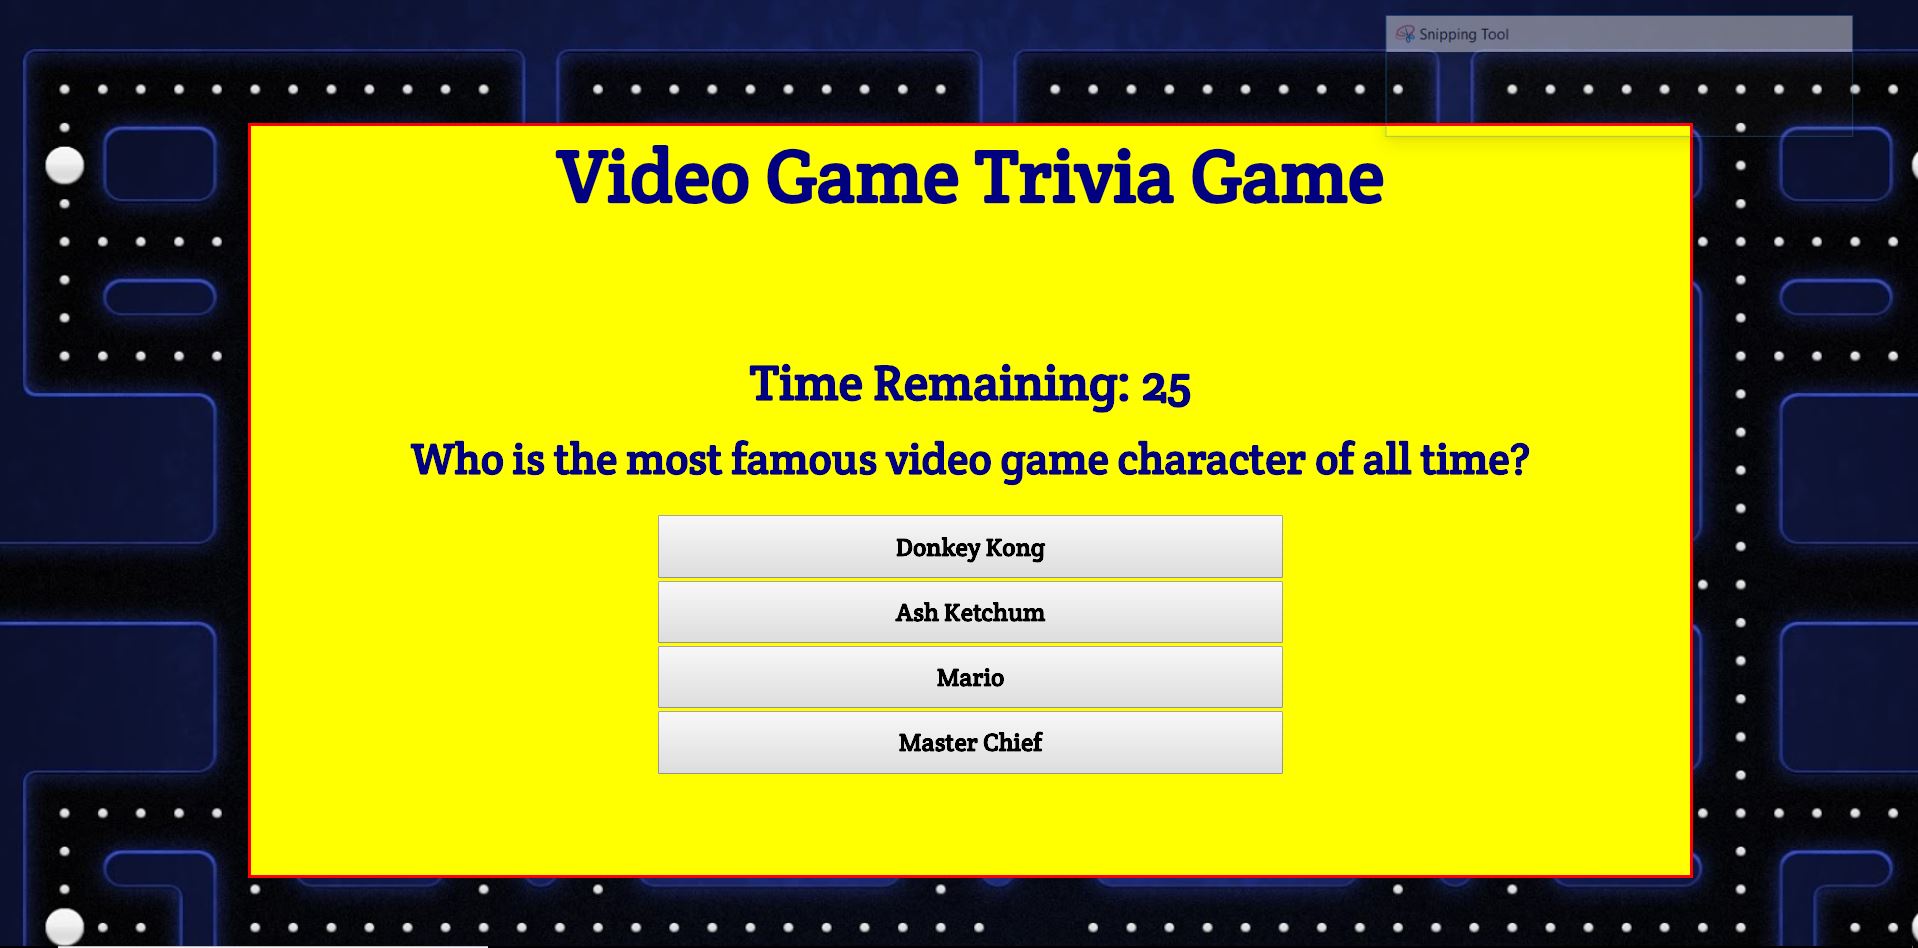 Snipping Tool
Video Game Trivia Game
Time Remaining: 25
Who is the most famous video game character of all time?
Donkey Kong
Ash Ketchum
Mario
Master Chief